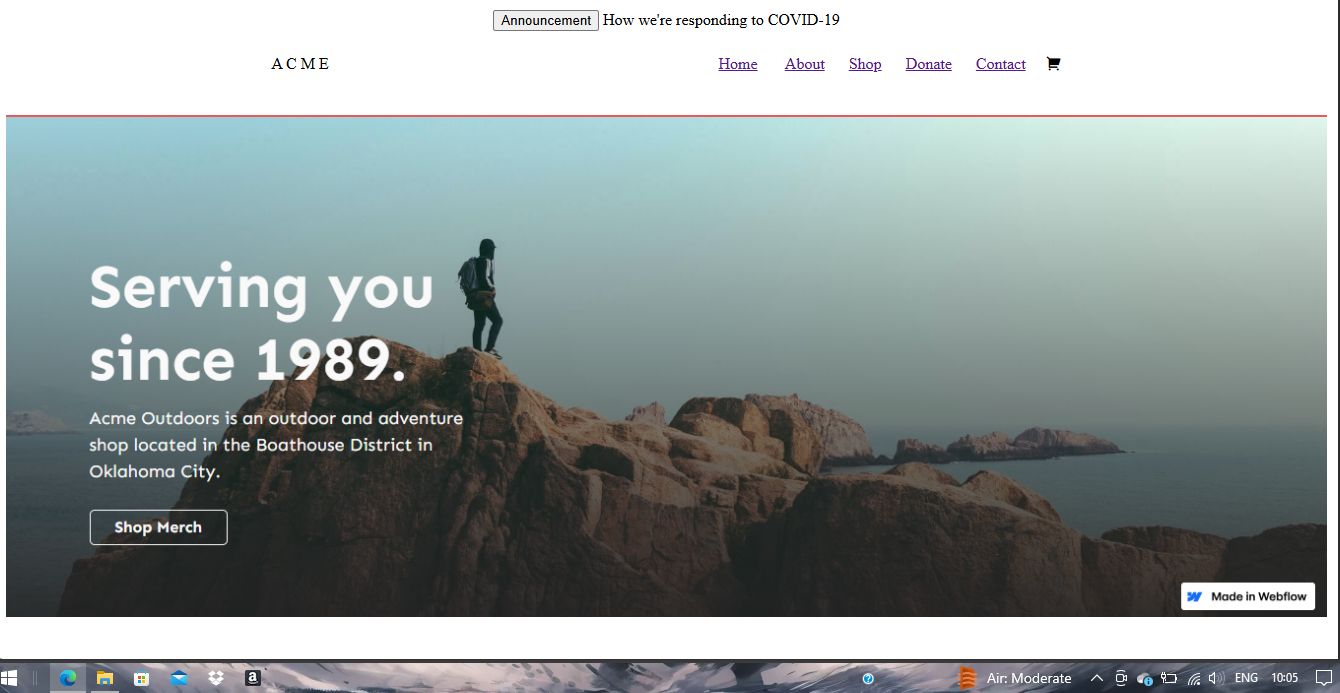 Announcement How we're responding to COVID-19
A C M E Home About Shop Donate Contact
Serving you
since 1989.
Acme Outdoors is an outdoor and adventure
shop located in the Boathouse District in
Oklahoma City.
Shop Merch
Made in Webflow
a Air: Moderate ENG 10:05